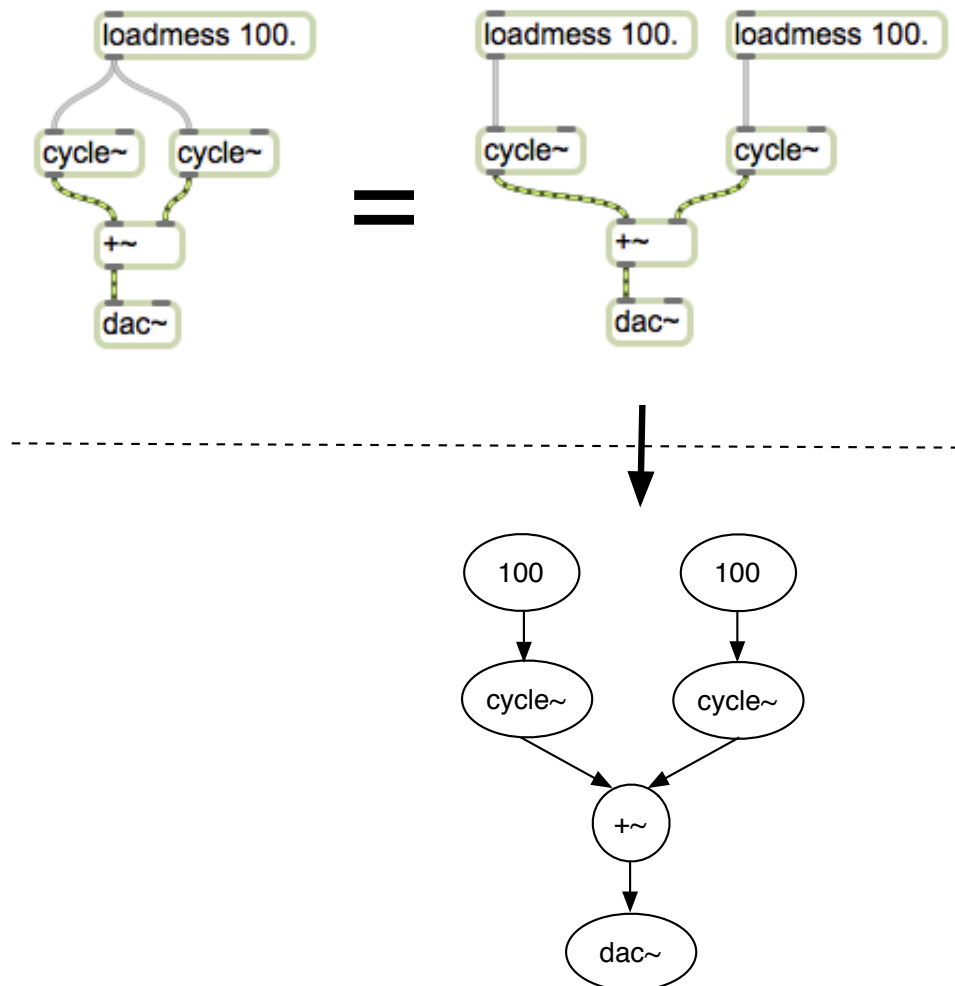 loadmess 100.
loadmess 100.
loadmess 100.
cycle~
cycle~
cycle~
cycle~
=
+~
+~
dac~
dac~
100
100
cycle~
cycle~
+~
dac~